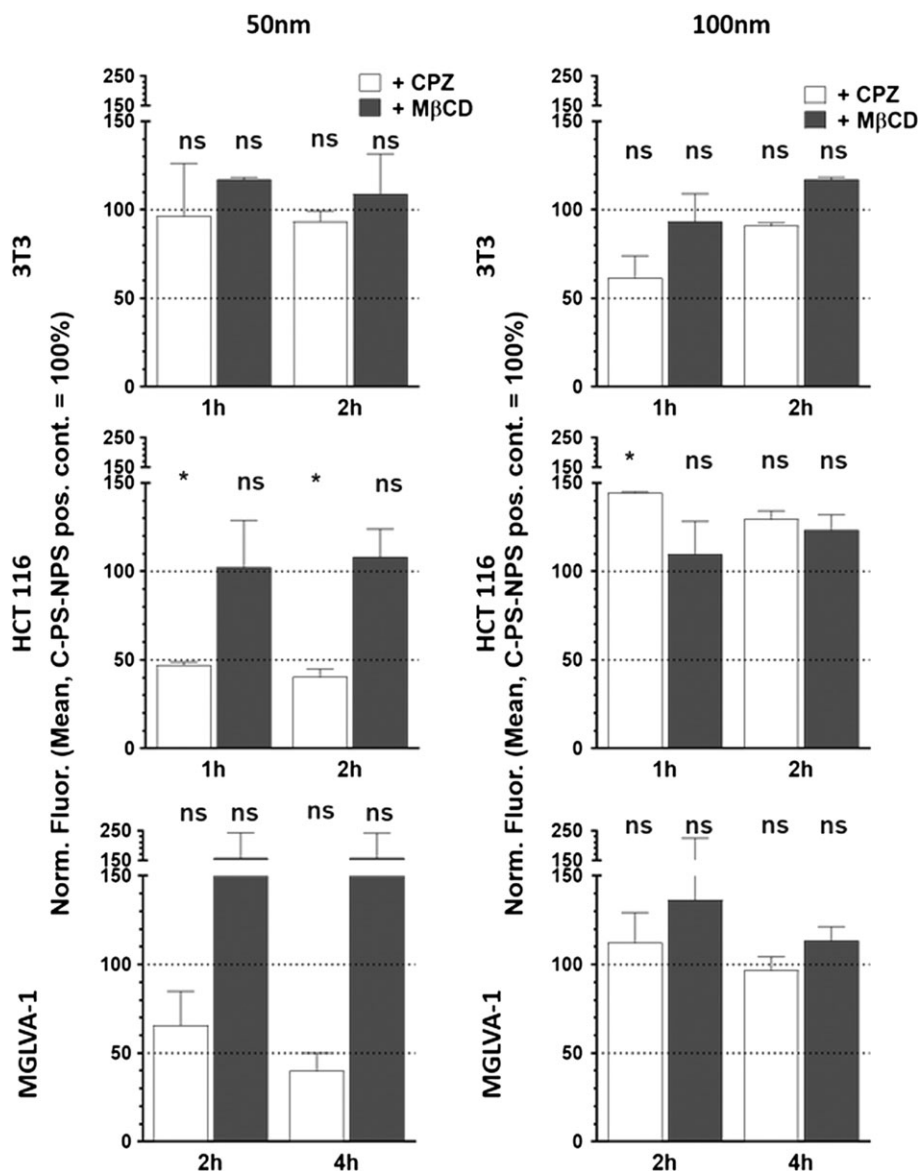 50nm
100nm
+ CPZ
+ MβCD
+ CPZ
+ MβCD
3T3
Norm. Fluor. (Mean, C-PS-NPS pos. cont. = 100%)
250
150
150
100
50
0
ns
ns
ns
ns
1h
2h
3T3
Norm. Fluor. (Mean, C-PS-NPS pos. cont. = 100%)
250
150
150
100
50
0
ns
ns
ns
ns
1h
2h
HCT 116
250
150
150
100
50
0
*
ns
*
ns
1h
2h
HCT 116
250
150
150
100
50
0
*
ns
ns
ns
1h
2h
MGLVA-1
250
150
150
100
50
0
ns
ns
ns
ns
2h
4h
MGLVA-1
250
150
150
100
50
0
ns
ns
ns
ns
2h
4h